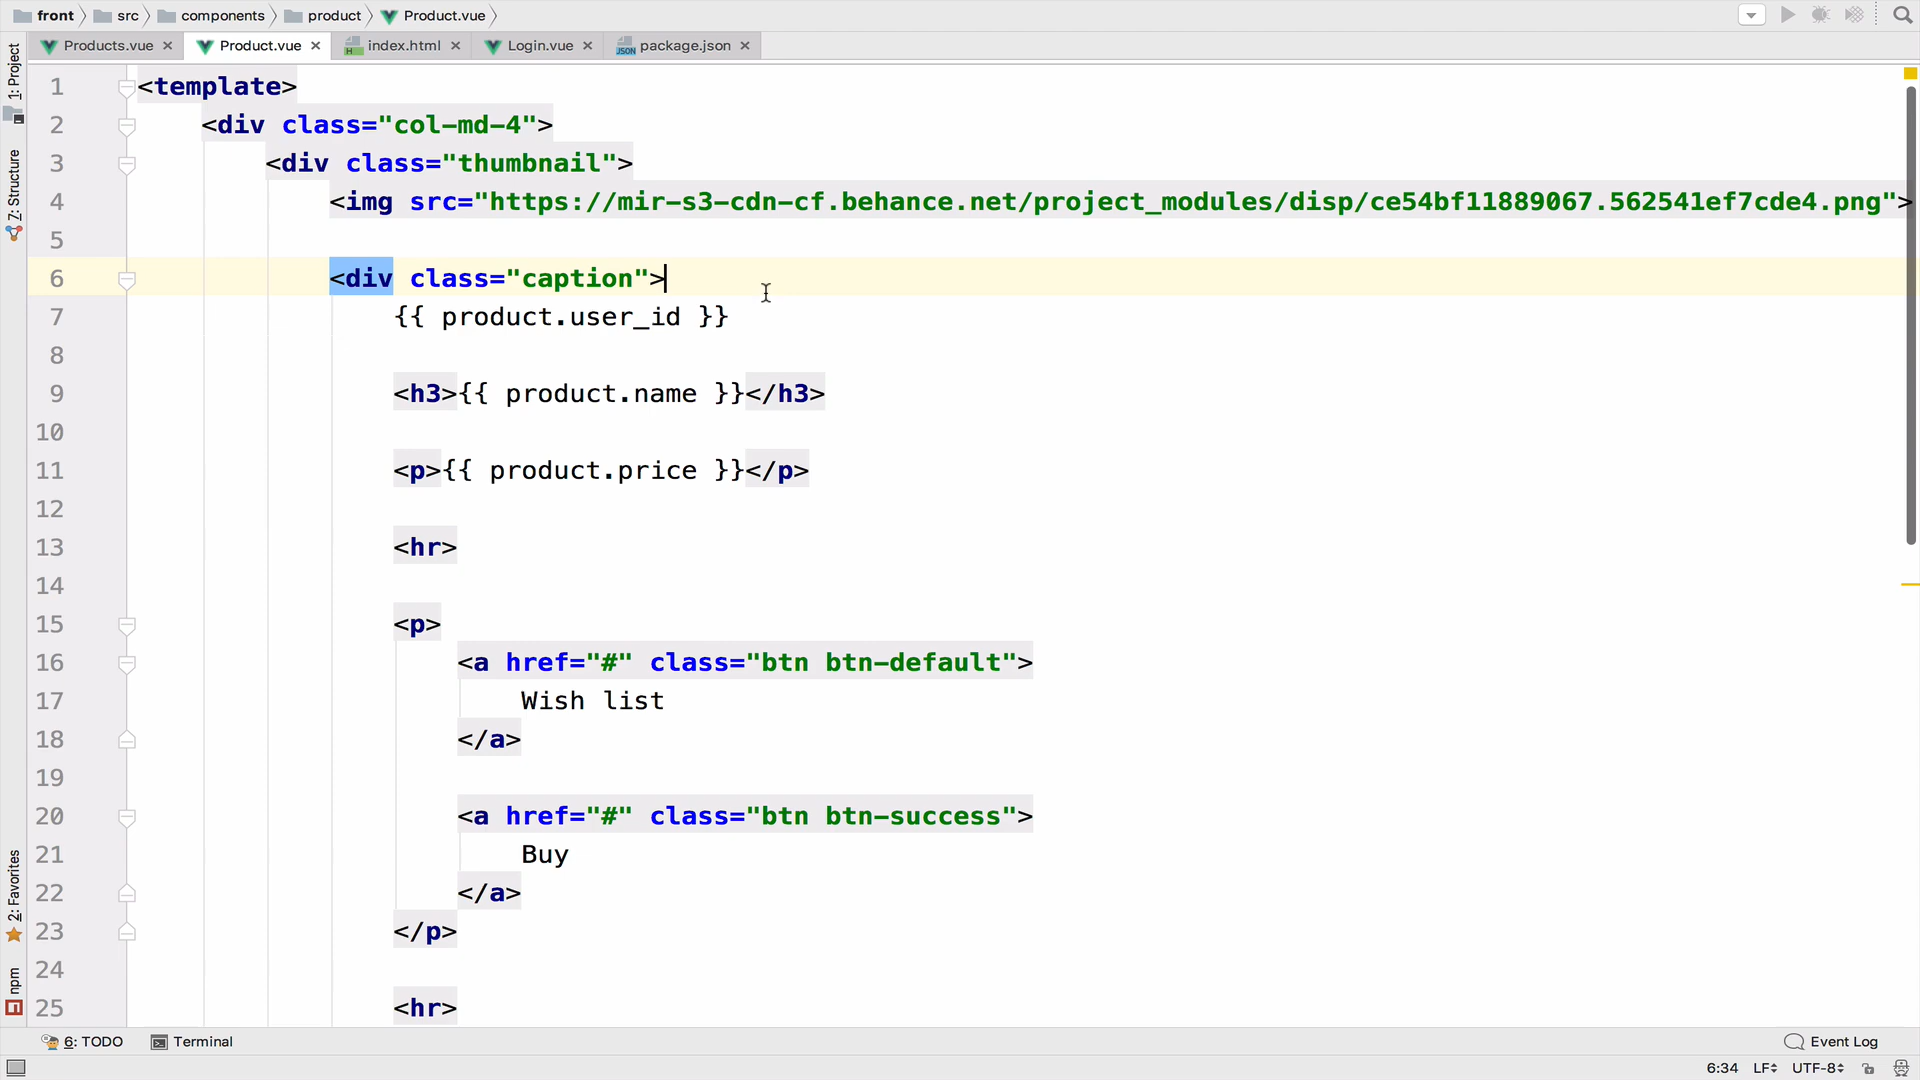 front src components product Product.vue
Products.vue Product.vue index.html Login.vue package.json
1: Project
7: Structure
2: Favorites
npm
1 <template>
2 <div class="col-md-4">
3 <div class="thumbnail">
4 <img src="https://mir-s3-cdn-cf.behance.net/project_modules/disp/ce54bf11889067.562541ef7cde4.png">
5
6 <div class="caption">
7 {{ product.user_id }}
8
9 <h3>{{ product.name }}</h3>
10
11 <p>{{ product.price }}</p>
12
13 <hr>
14
15 <p>
16 <a href="#" class="btn btn-default">
17 Wish list
18 </a>
19
20 <a href="#" class="btn btn-success">
21 Buy
22 </a>
23 </p>
24
25 <hr>
6: TODO Terminal Event Log
6:34 LF UTF-8